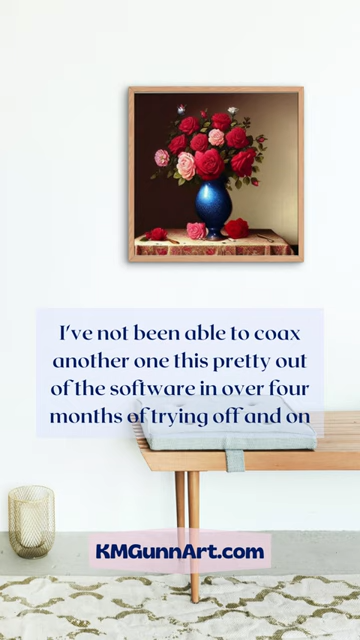 I've not been able to coax
another one this pretty out
of the software in over four
months of trying off and on
KMGunnArt.com